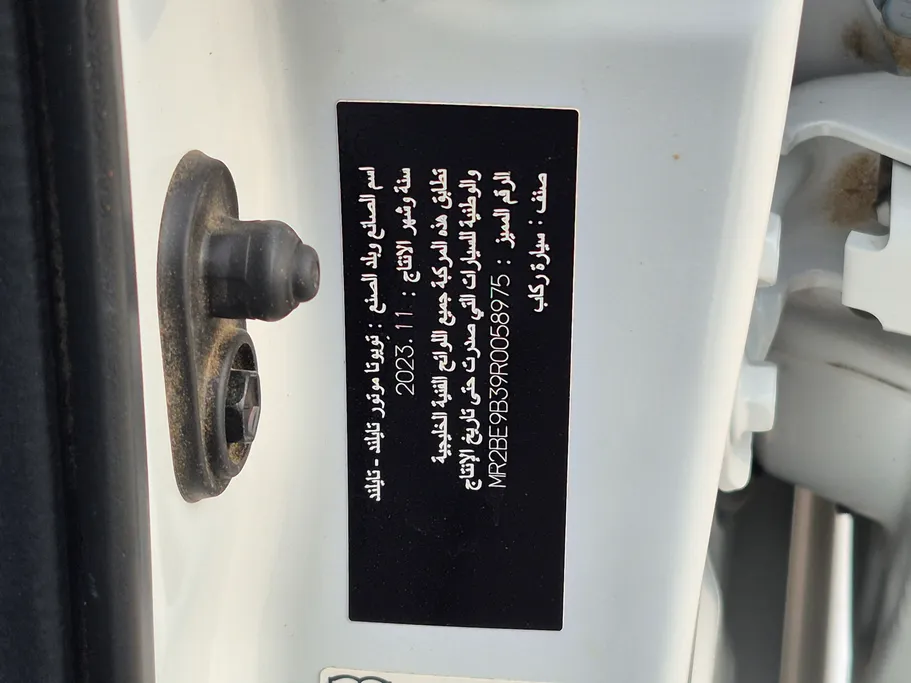 اسم الصانع وبلد الصنع : تويوتا موتور تايلند - تايلند
سنة وشهر الانتاج : 2023.11
تطابق هذه المركبة جميع اللوائح الفنية الخليجية
والوطنية للسيارات التي صدرت حتى تاريخ الإنتاج
الرقم المميز : MR2BE9B39R0058975
صنف : سيارة ركاب